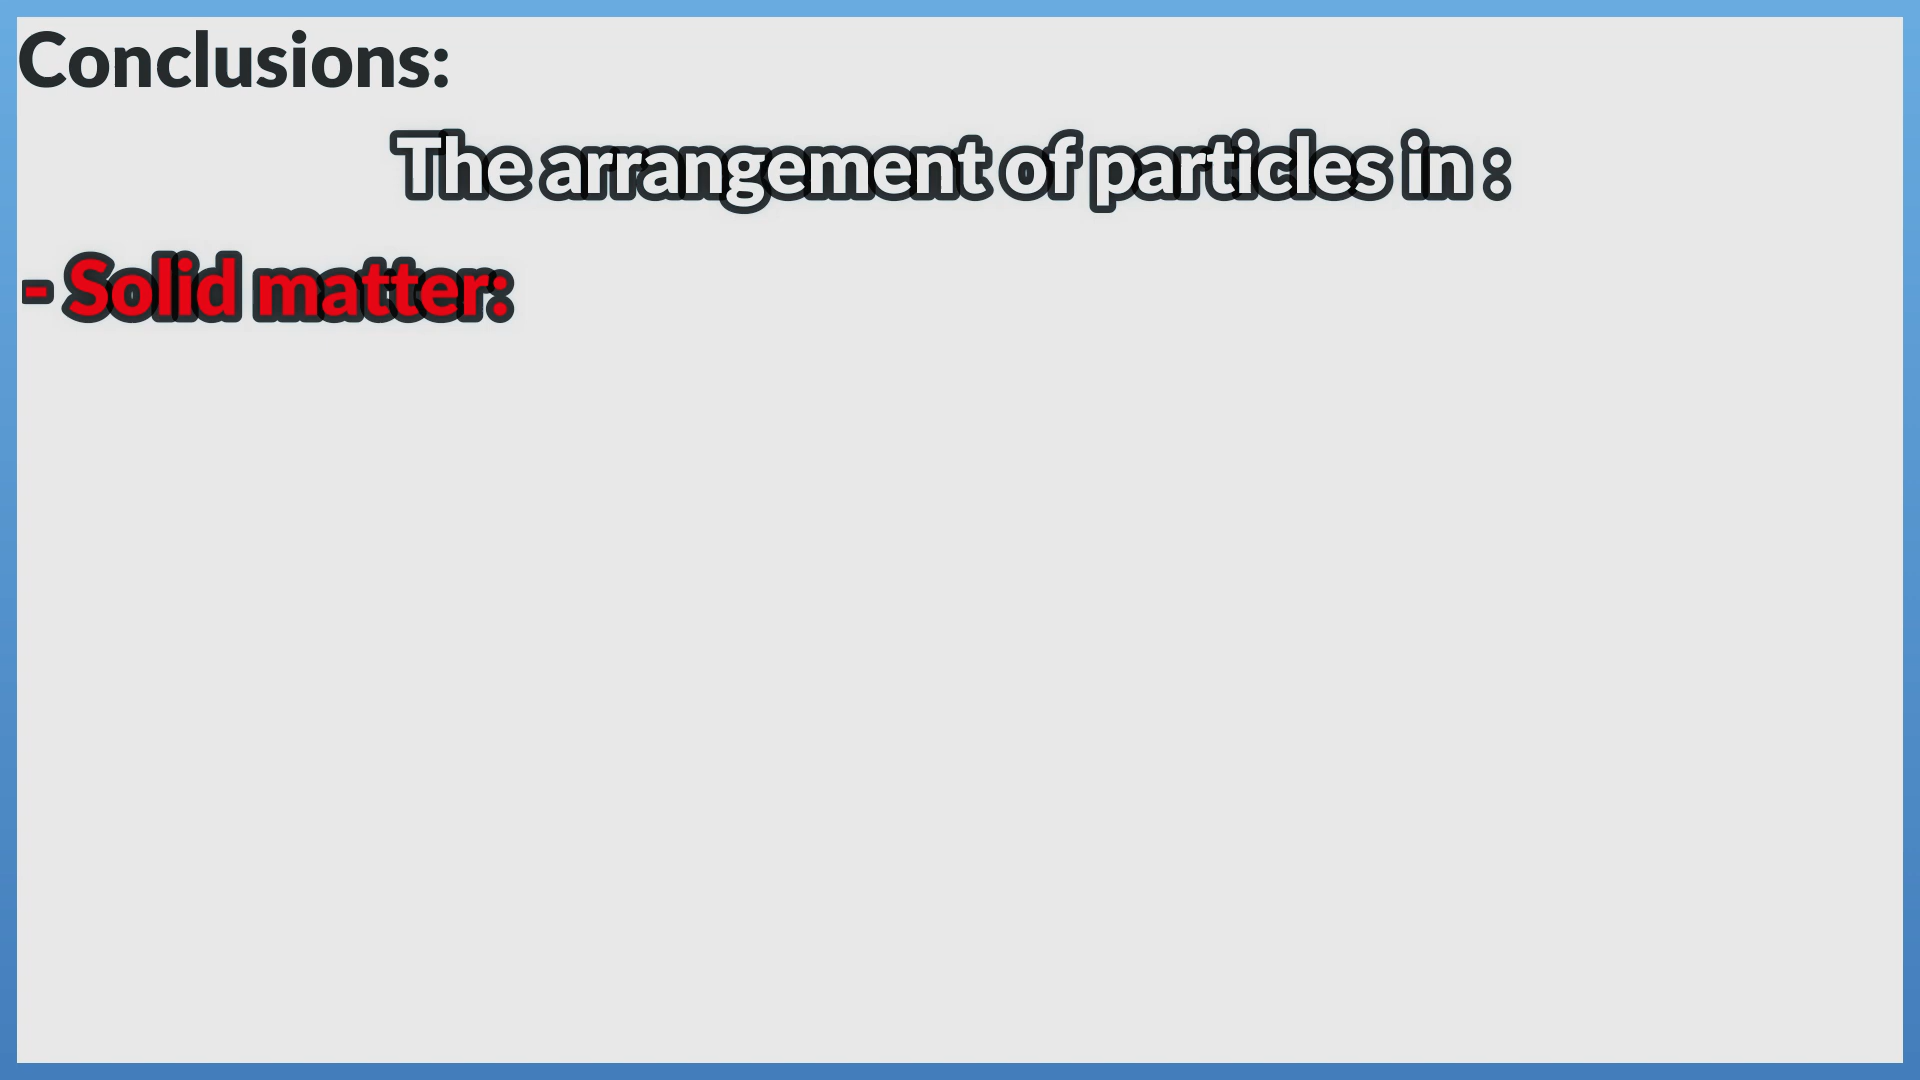 Conclusions:
The arrangement of particles in :
- Solid matter: